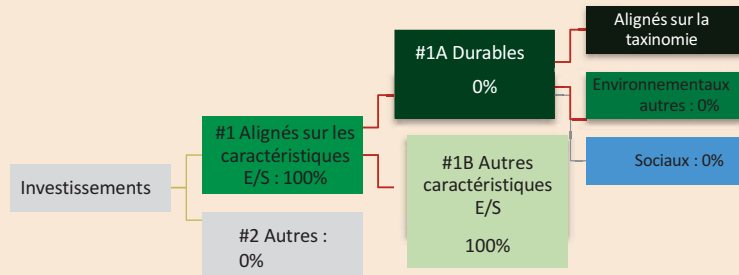 Investissements
#1 Alignés sur les
caractéristiques
E/S : 100%
#2 Autres :
0%
#1A Durables
0%
#1B Autres
caractéristiques
E/S
100%
Alignés sur la
taxinomie
Environnementaux
autres : 0%
Sociaux : 0%